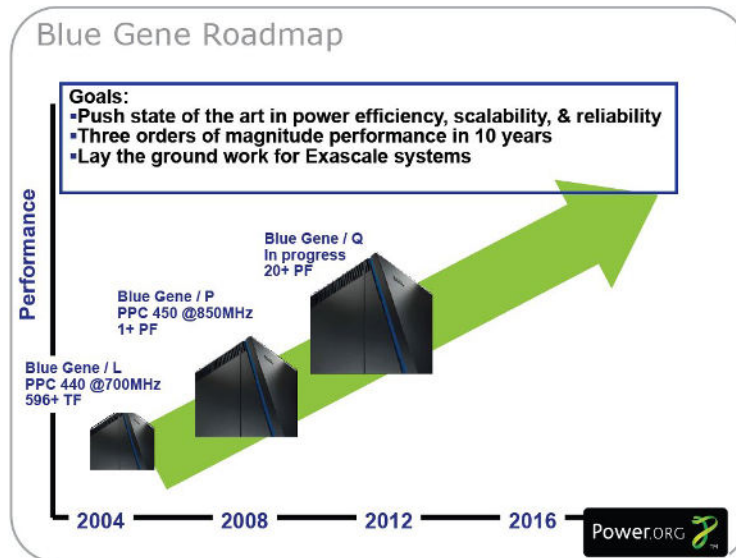 Blue Gene Roadmap
Goals:
▪Push state of the art in power efficiency, scalability, & reliability
▪Three orders of magnitude performance in 10 years
▪Lay the ground work for Exascale systems
Performance
Blue Gene / Q
In progress
20+ PF
Blue Gene / P
PPC 450 @850MHz
1+ PF
Blue Gene / L
PPC 440 @700MHz
596+ TF
2004
2008
2012
2016
Power.ORG
TM